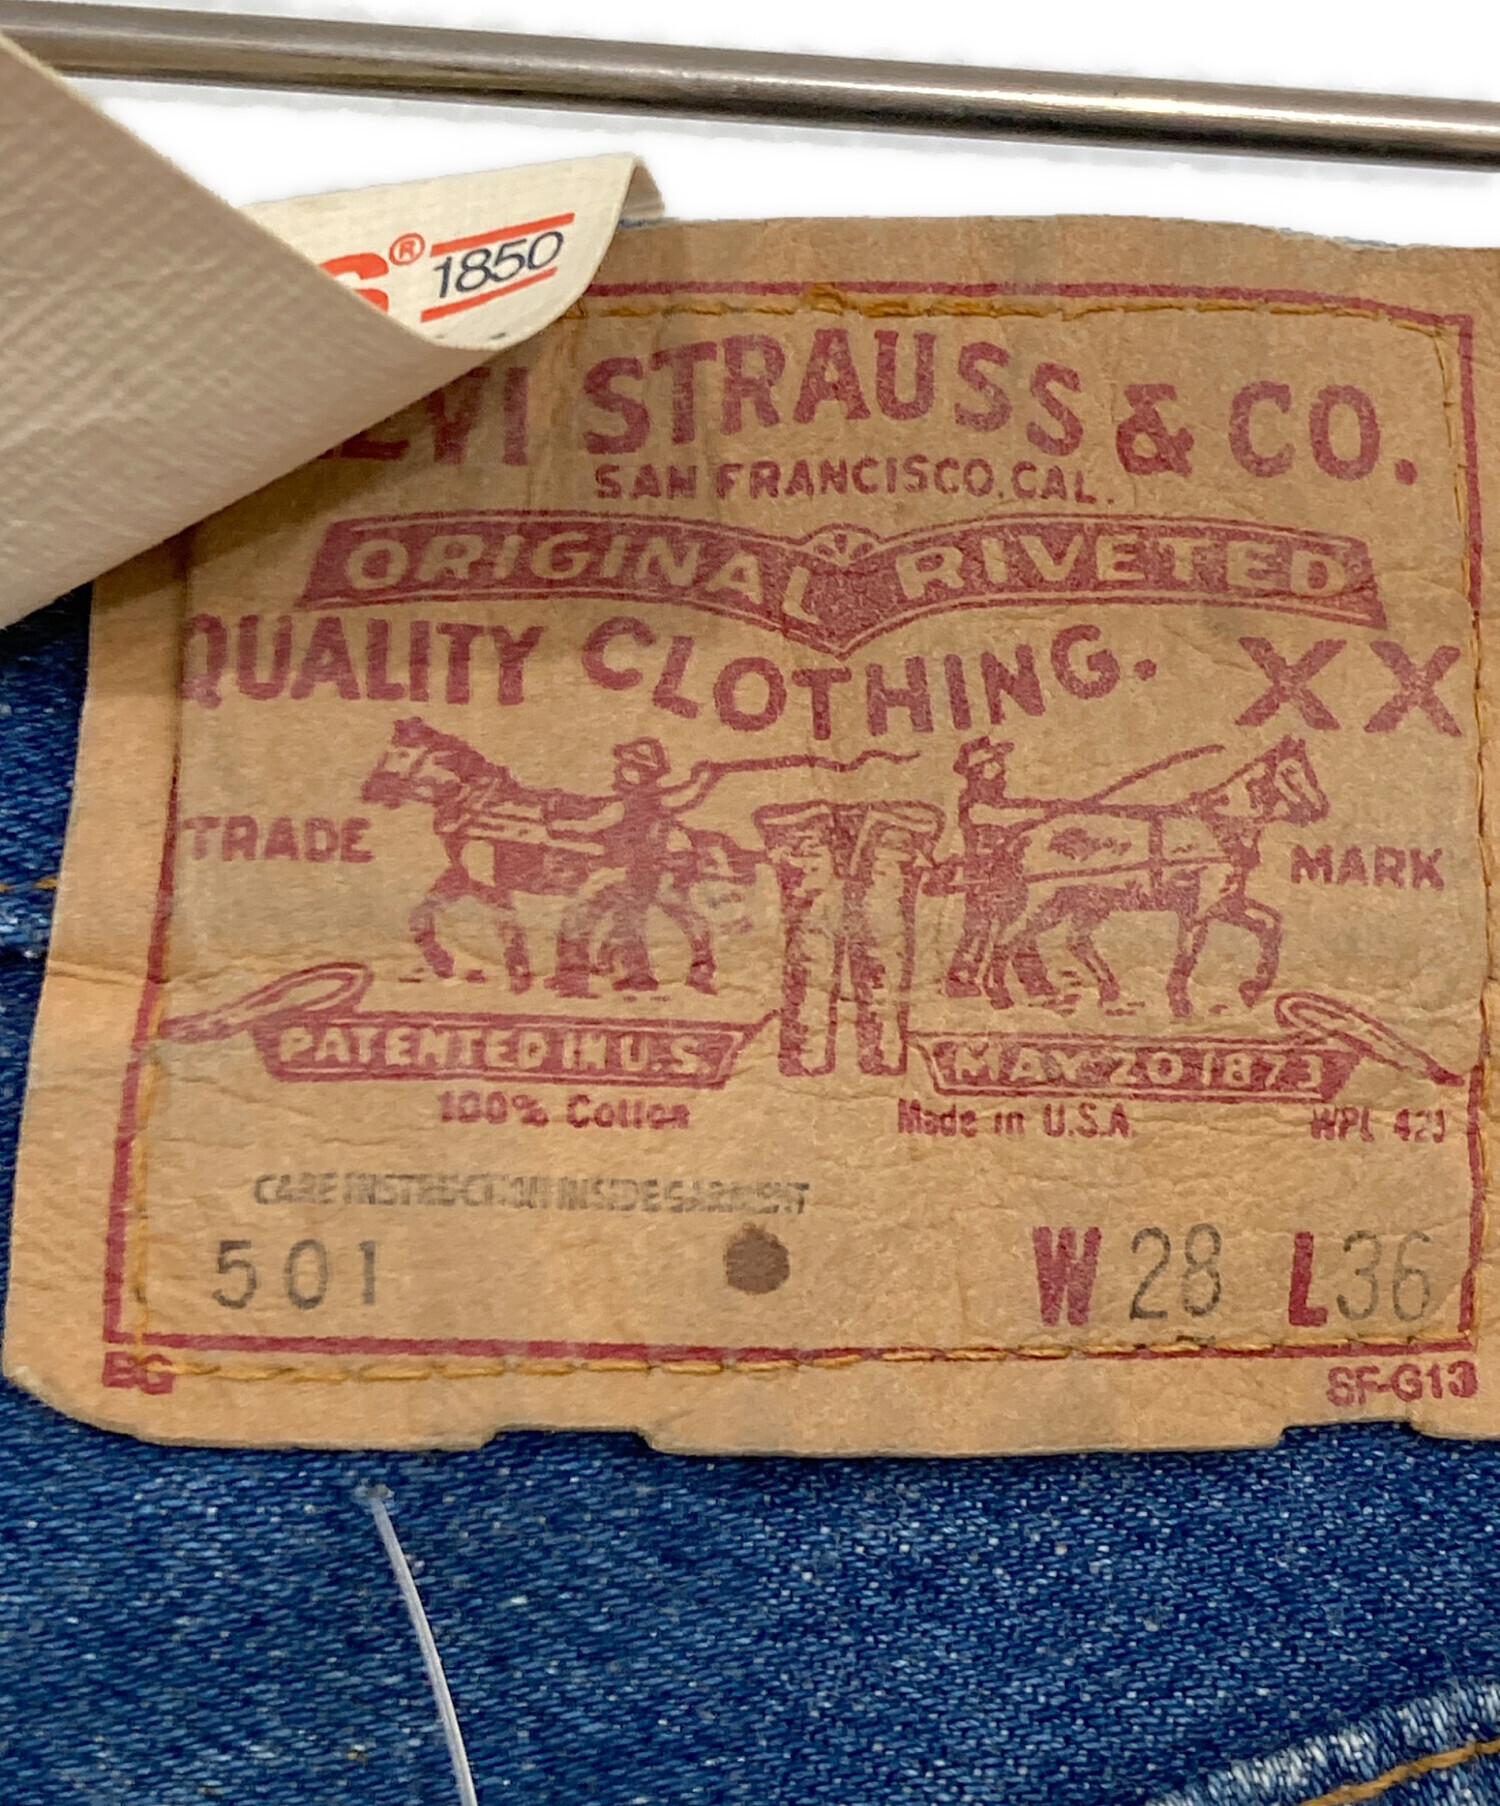 ® 1850
LEVI STRAUSS & CO.
SAN FRANCISCO, CAL.
ORIGINAL RIVETED
QUALITY CLOTHING. XX
TRADE MARK
PATENTED IN U.S. MAY 20 1873
100% Cotton Made in U.S.A. WPL 423
CARE INSTRUCTION INSIDE GARMENT
501 W 28 L 36
BG SF-G13